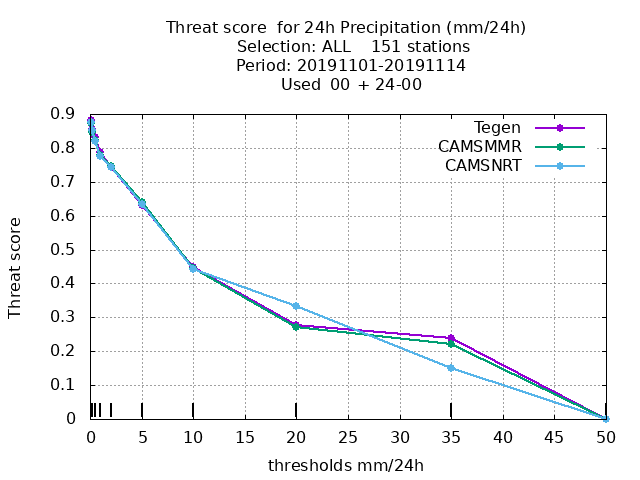 Threat score  for 24h Precipitation (mm/24h)
Selection: ALL    151 stations
Period: 20191101-20191114
Used  00 + 24-00
Tegen
CAMSMMR
CAMSNRT
Threat score
0.9
0.8
0.7
0.6
0.5
0.4
0.3
0.2
0.1
0
0 5 10 15 20 25 30 35 40 45 50
thresholds mm/24h